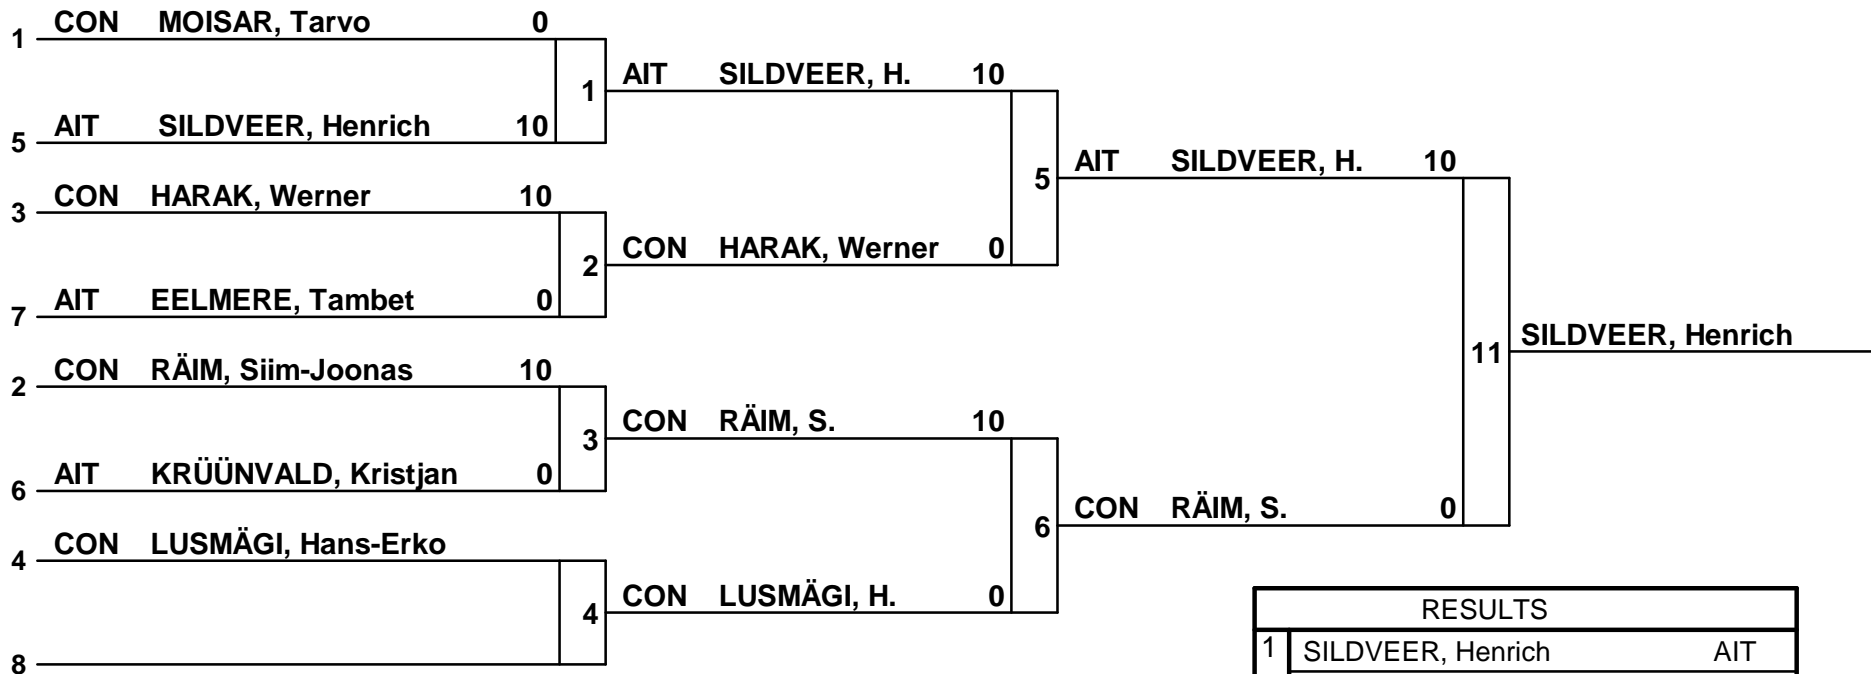 1 CON MOISAR, Tarvo 0
1 AIT SILDVEER, H. 10
5 AIT SILDVEER, Henrich 10
5 AIT SILDVEER, H. 10
3 CON HARAK, Werner 10
2 CON HARAK, Werner 0
7 AIT EELMERE, Tambet 0
11 SILDVEER, Henrich
2 CON RÄIM, Siim-Joonas 10
3 CON RÄIM, S. 10
6 AIT KRÜÜNVALD, Kristjan 0
6 CON RÄIM, S. 0
4 CON LUSMÄGI, Hans-Erko
4 CON LUSMÄGI, H. 0
8
RESULTS
1 SILDVEER, Henrich AIT